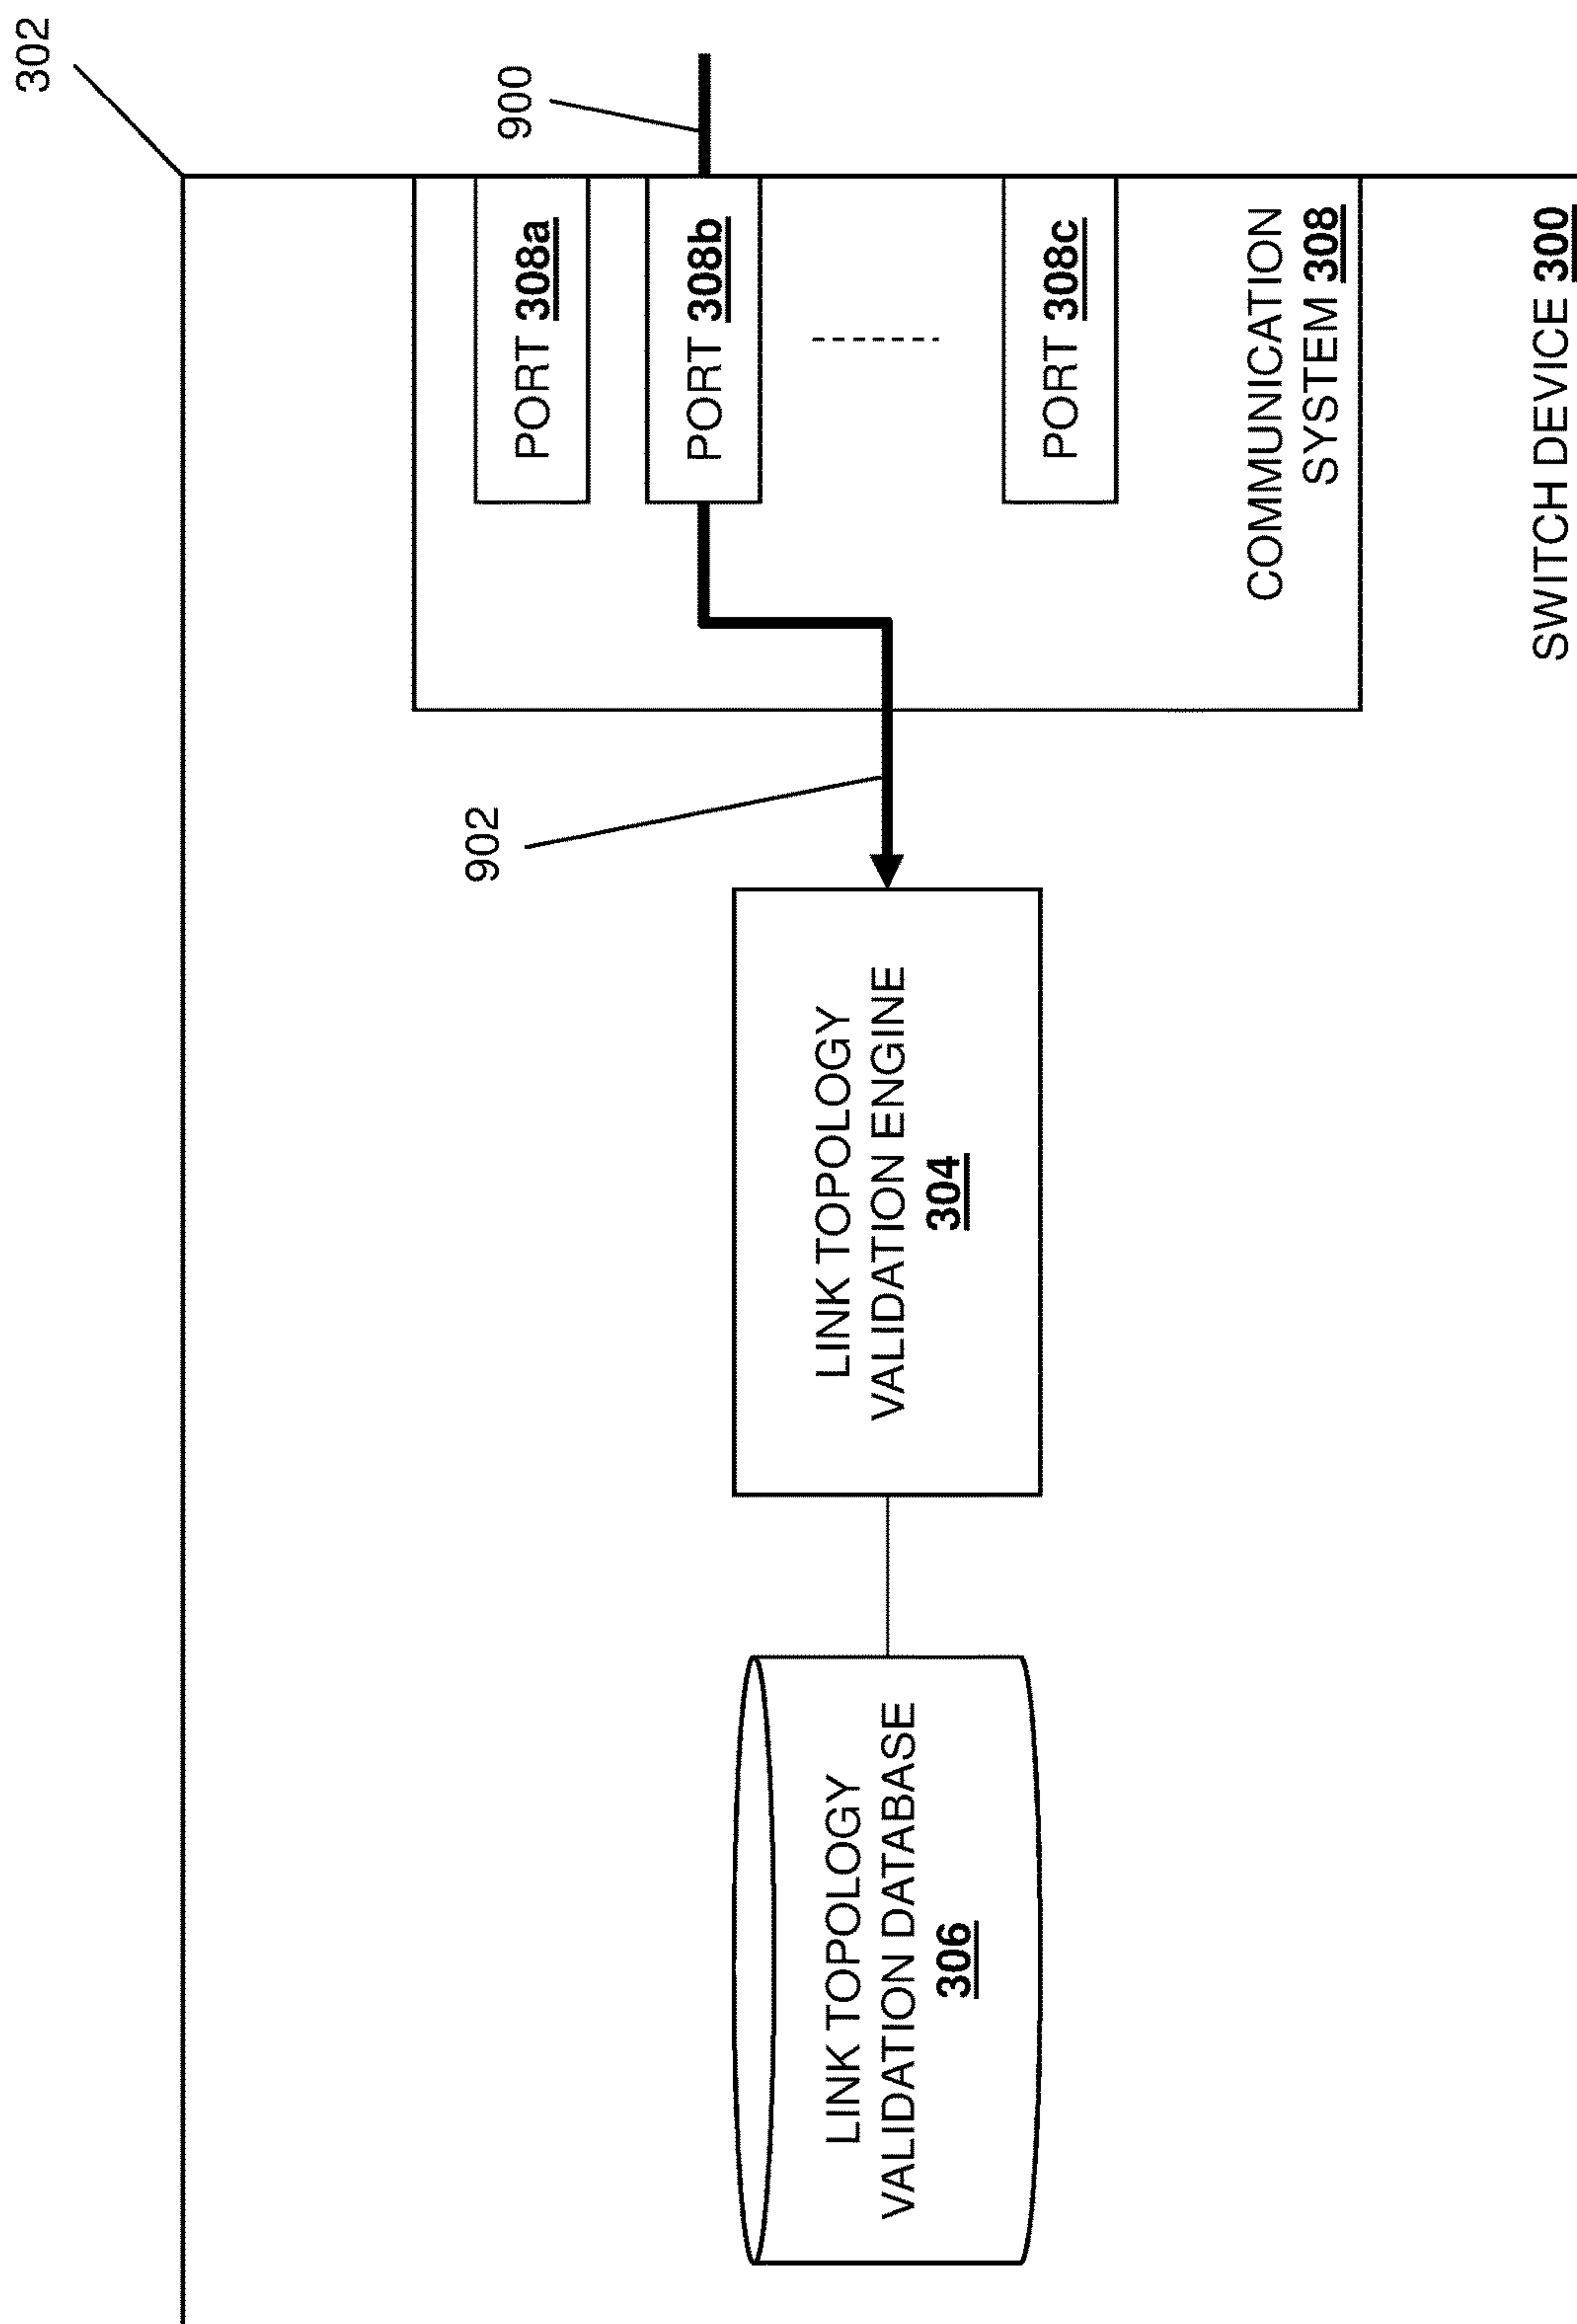 302
900
PORT 308a
PORT 308b
PORT 308c
COMMUNICATION
SYSTEM 308
SWITCH DEVICE 300
902
LINK TOPOLOGY
VALIDATION ENGINE
304
LINK TOPOLOGY
VALIDATION DATABASE
306